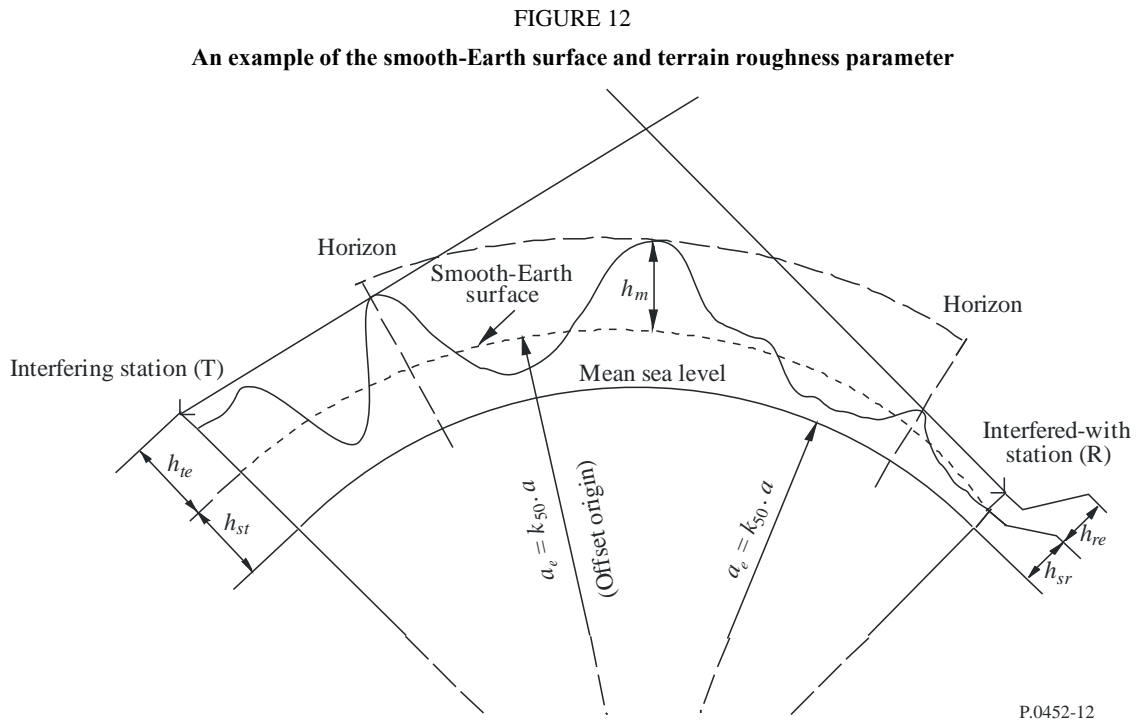 FIGURE 12
An example of the smooth-Earth surface and terrain roughness parameter
Horizon
Smooth-Earth
surface
h_m
Horizon
Interfering station (T)
Mean sea level
Interfered-with
station (R)
h_te
h_st
a_e = k_50 · a
(Offset origin)
a_e = k_50 · a
h_re
h_sr
P.0452-12